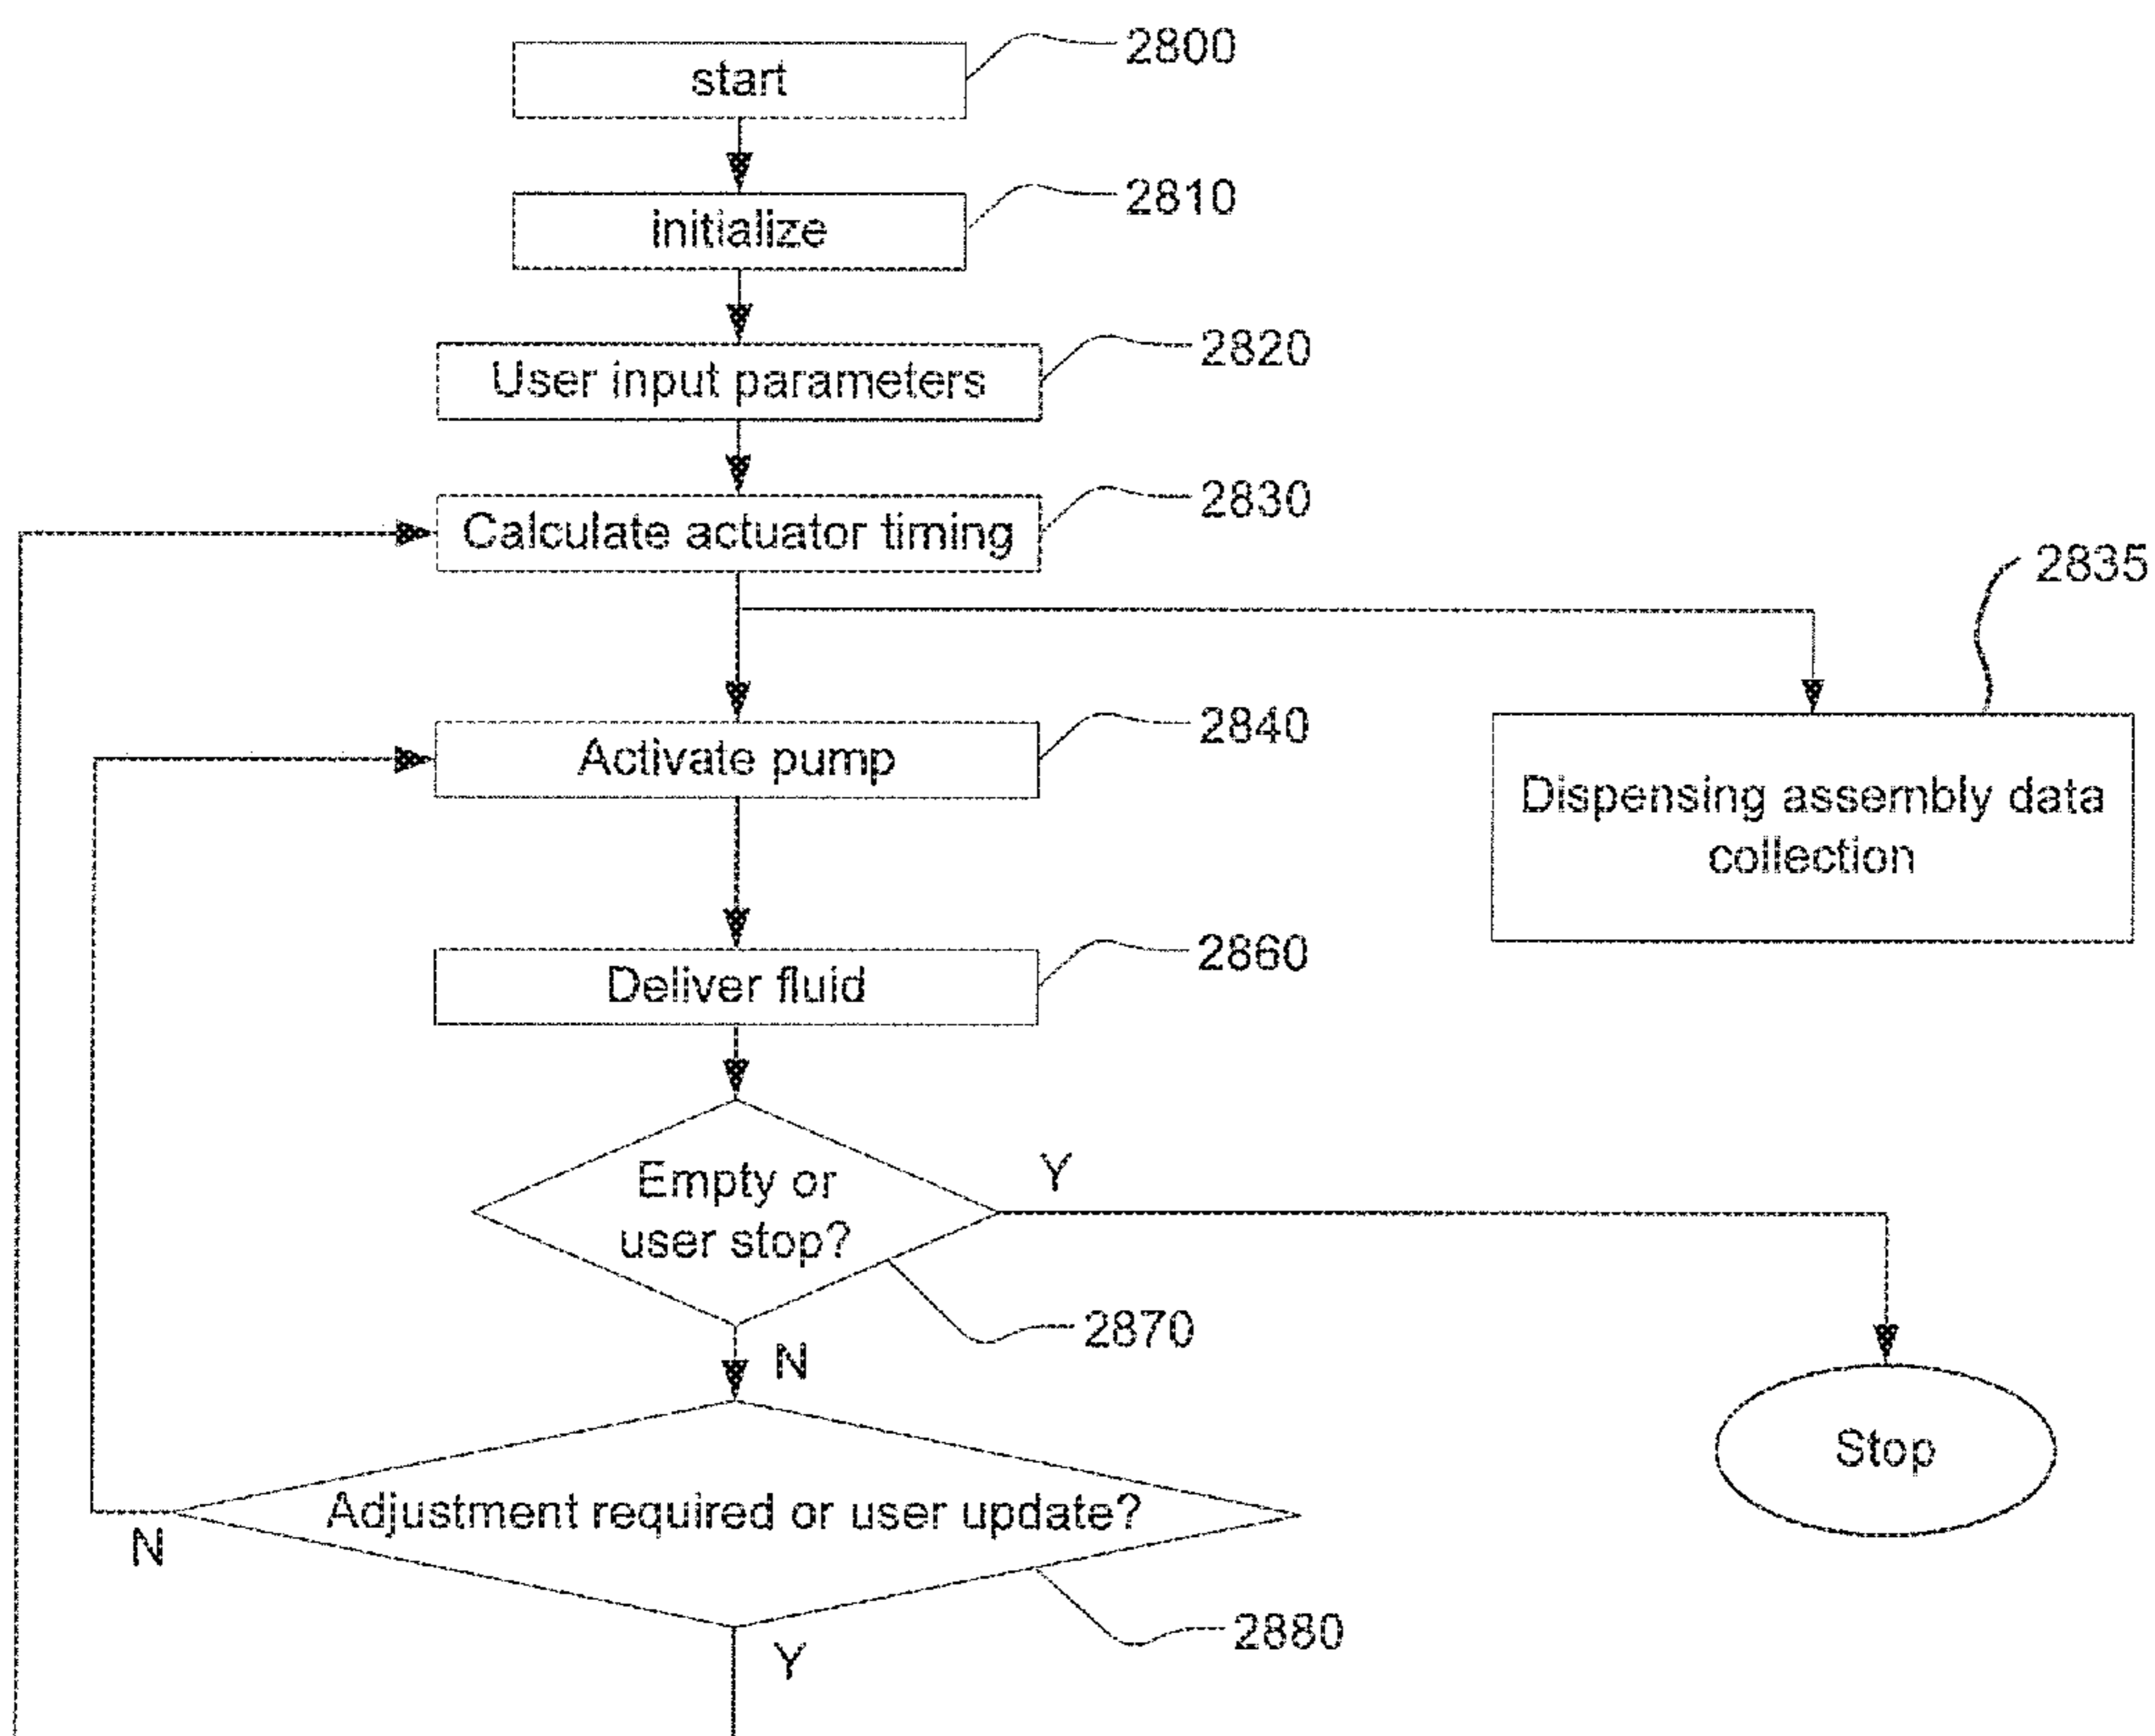 start
2800
initialize
2810
User input parameters
2820
Calculate actuator timing
2830
2835
Activate pump
2840
Dispensing assembly data
collection
Deliver fluid
2860
Empty or
user stop?
Y
2870
N
Stop
Adjustment required or user update?
N
2880
Y